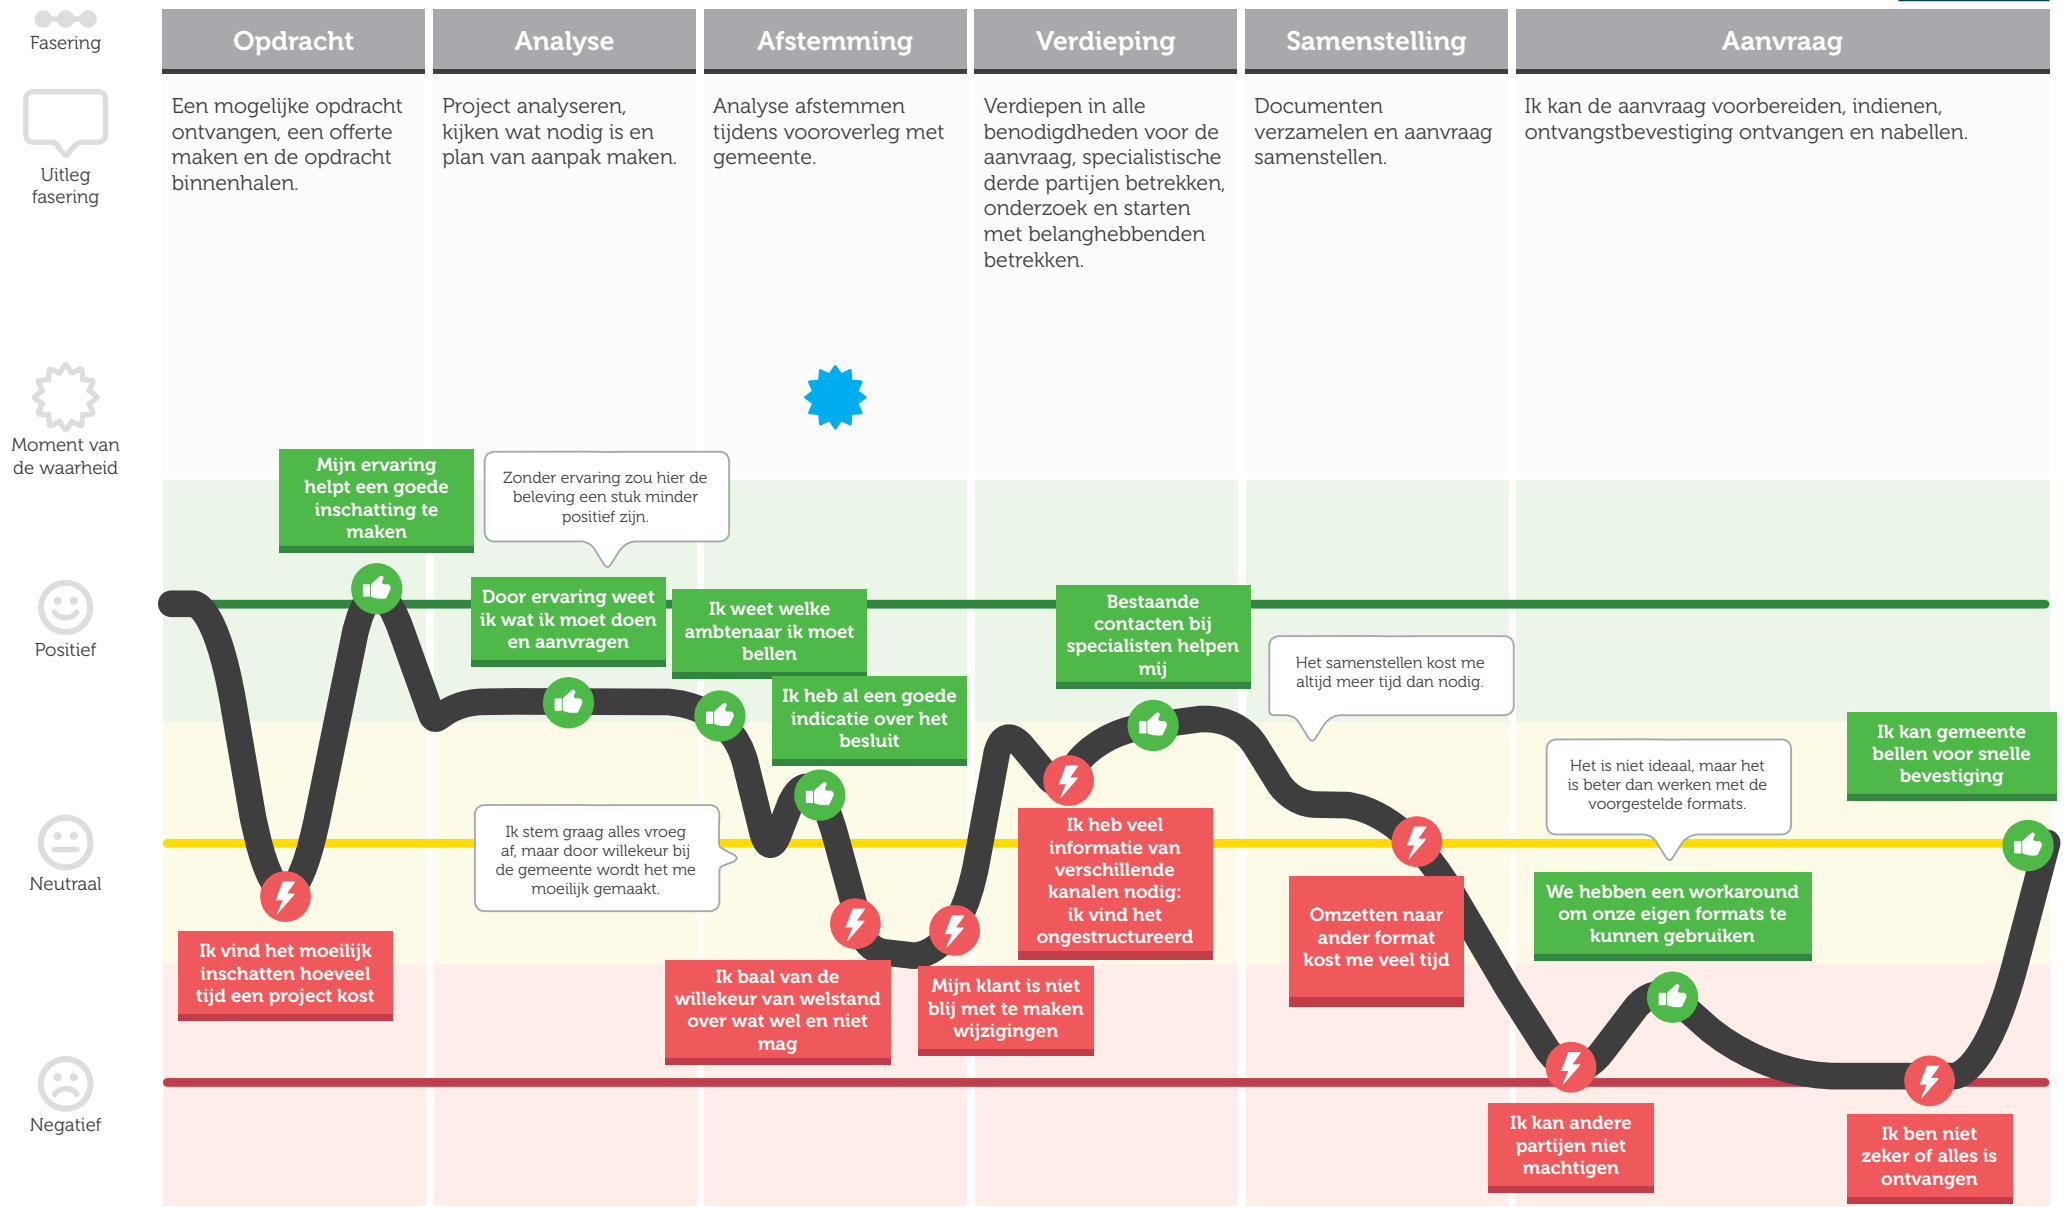 Fasering
Opdracht
Analyse
Afstemming
Verdieping
Samenstelling
Aanvraag
Uitleg
fasering
Een mogelijke opdracht
ontvangen, een offerte
maken en de opdracht
binnenhalen.
Project analyseren,
kijken wat nodig is en
plan van aanpak maken.
Analyse afstemmen
tijdens vooroverleg met
gemeente.
Verdiepen in alle
benodigdheden voor de
aanvraag, specialistische
derde partijen betrekken,
onderzoek en starten
met belanghebbenden
betrekken.
Documenten
verzamelen en aanvraag
samenstellen.
Ik kan de aanvraag voorbereiden, indienen,
ontvangstbevestiging ontvangen en nabellen.
Moment van
de waarheid
Positief
Neutraal
Negatief
Mijn ervaring
helpt een goede
inschatting te
maken
Ik vind het moeilijk
inschatten hoeveel
tijd een project kost
Zonder ervaring zou hier de
beleving een stuk minder
positief zijn.
Door ervaring weet
ik wat ik moet doen
en aanvragen
Ik weet welke
ambtenaar ik moet
bellen
Ik heb al een goede
indicatie over het
besluit
Ik stem graag alles vroeg
af, maar door willekeur bij
de gemeente wordt het me
moeilijk gemaakt.
Ik baal van de
willekeur van welstand
over wat wel en niet
mag
Mijn klant is niet
blij met te maken
wijzigingen
Bestaande
contacten bij
specialisten helpen
mij
Ik heb veel
informatie van
verschillende
kanalen nodig:
ik vind het
ongestructureerd
Het samenstellen kost me
altijd meer tijd dan nodig.
Omzetten naar
ander format
kost me veel tijd
Het is niet ideaal, maar het
is beter dan werken met de
voorgestelde formats.
We hebben een workaround
om onze eigen formats te
kunnen gebruiken
Ik kan andere
partijen niet
machtigen
Ik kan gemeente
bellen voor snelle
bevestiging
Ik ben niet
zeker of alles is
ontvangen